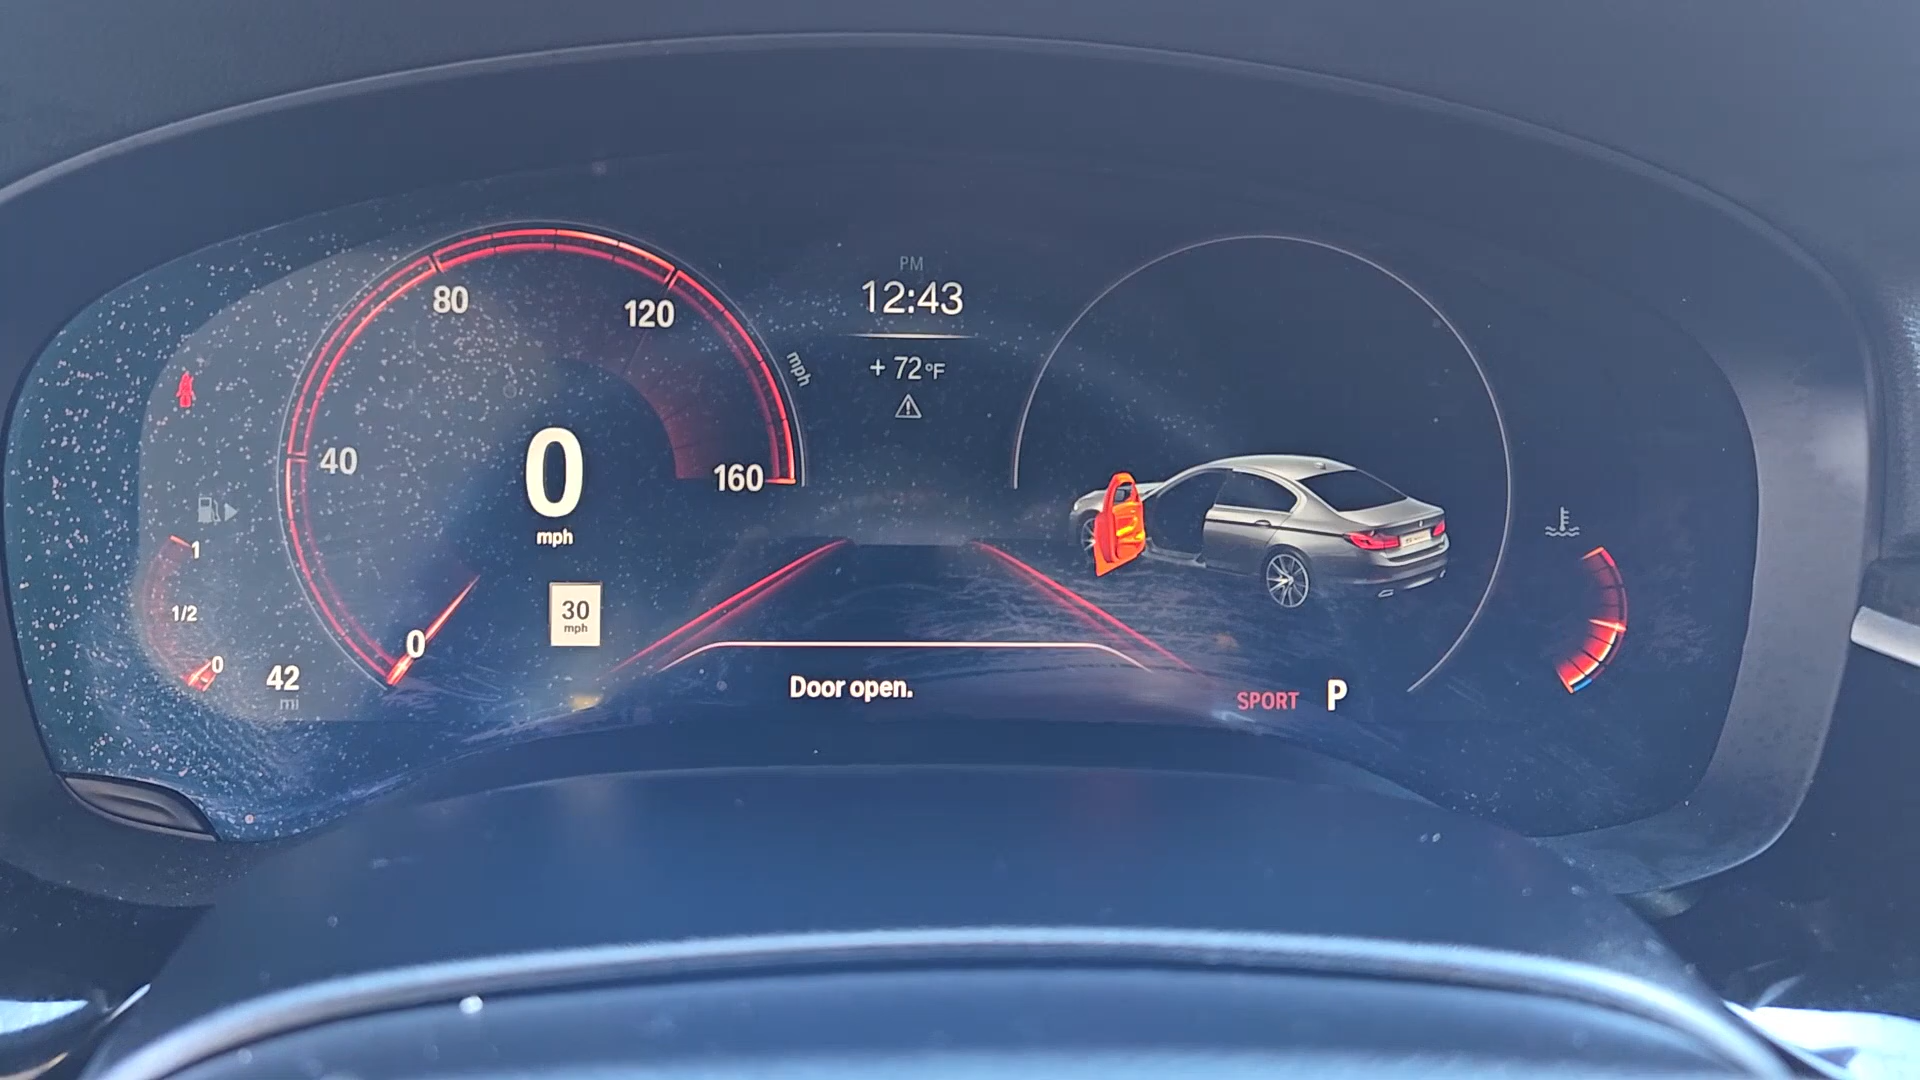 PM
12:43
+ 72°F
80
120
mph
40
160
0
mph
30
mph
0
1
1/2
0
42
mi
Door open.
SPORT P